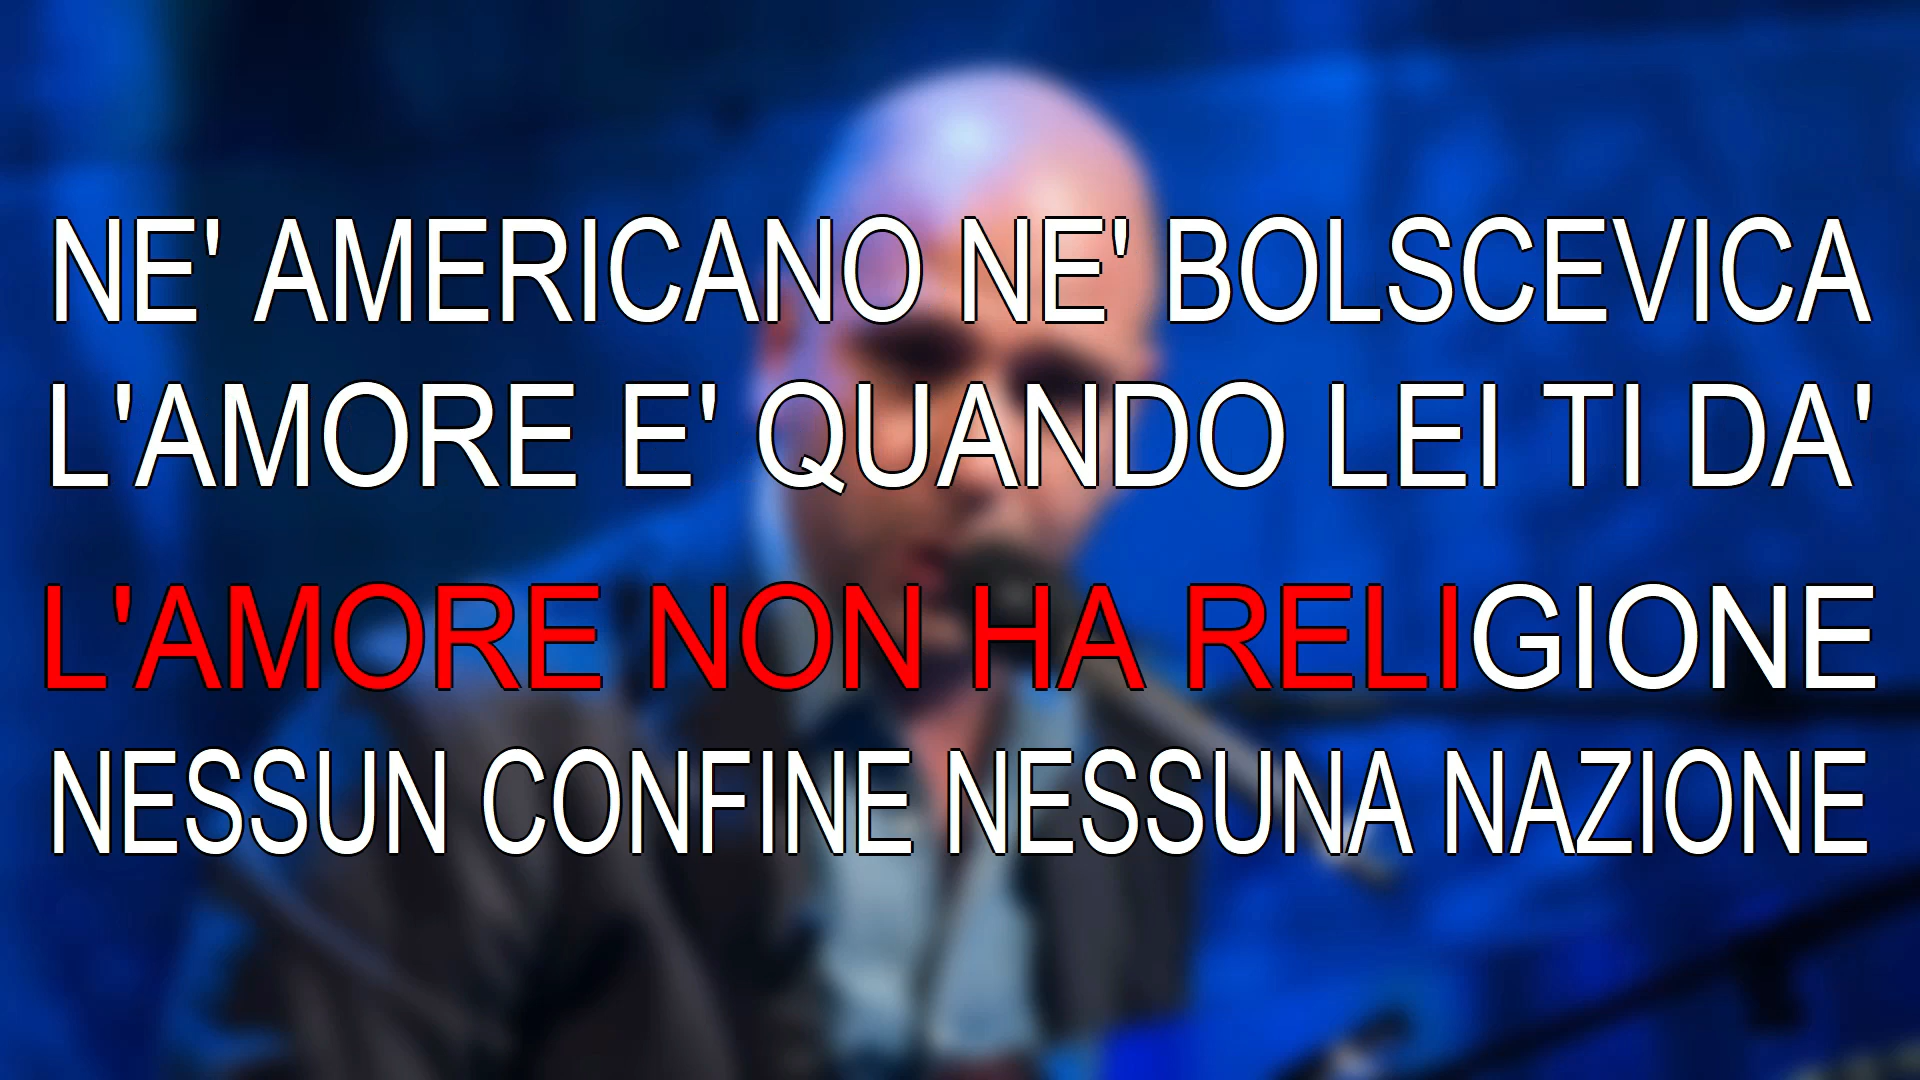 NE' AMERICANO NE' BOLSCEVICA
L'AMORE E' QUANDO LEI TI DA'
L'AMORE NON HA RELIGIONE
NESSUN CONFINE NESSUNA NAZIONE